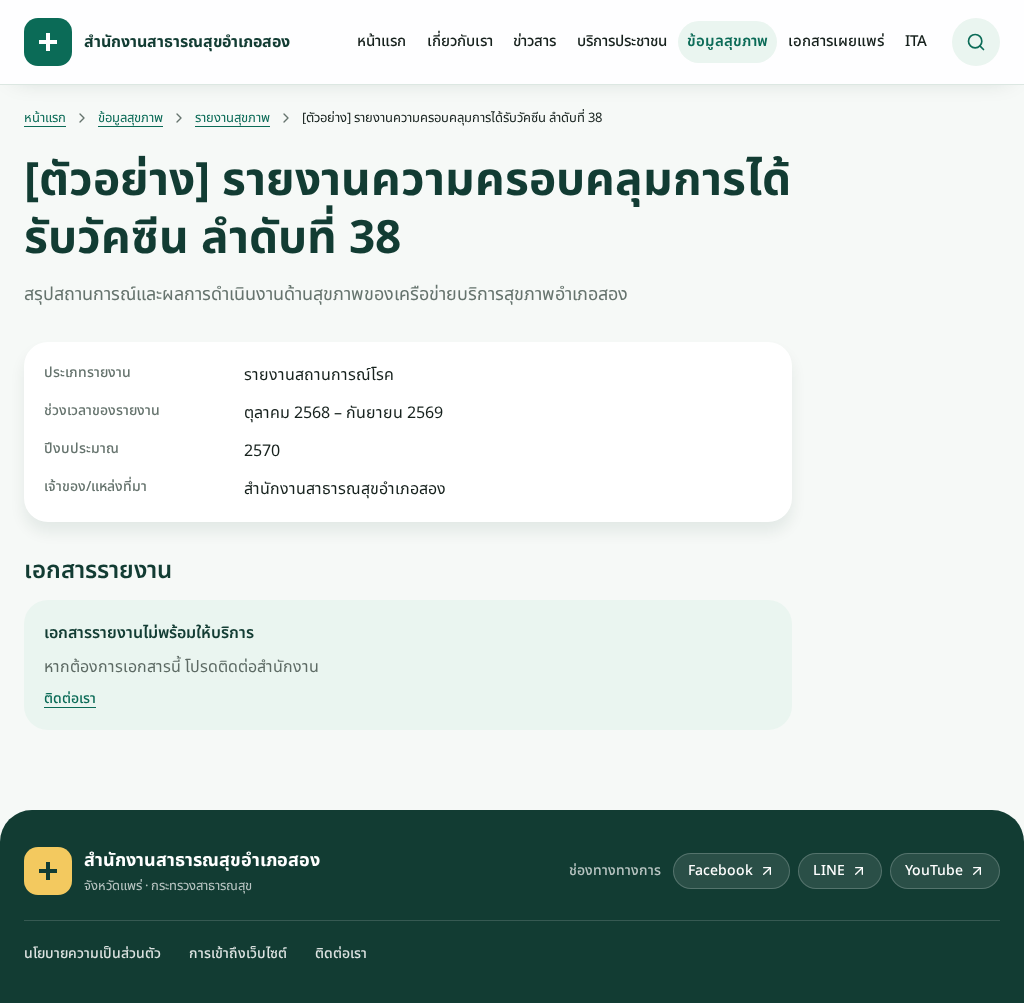 สำนักงานสาธารณสุขอำเภอสอง
หน้าแรก เกี่ยวกับเรา ข่าวสาร บริการประชาชน ข้อมูลสุขภาพ เอกสารเผยแพร่ ITA
หน้าแรก ข้อมูลสุขภาพ รายงานสุขภาพ [ตัวอย่าง] รายงานความครอบคลุมการได้รับวัคซีน ลำดับที่ 38
[ตัวอย่าง] รายงานความครอบคลุมการได้
รับวัคซีน ลำดับที่ 38
สรุปสถานการณ์และผลการดำเนินงานด้านสุขภาพของเครือข่ายบริการสุขภาพอำเภอสอง
ประเภทรายงาน รายงานสถานการณ์โรค
ช่วงเวลาของรายงาน ตุลาคม 2568 – กันยายน 2569
ปีงบประมาณ 2570
เจ้าของ/แหล่งที่มา สำนักงานสาธารณสุขอำเภอสอง
เอกสารรายงาน
เอกสารรายงานไม่พร้อมให้บริการ
หากต้องการเอกสารนี้ โปรดติดต่อสำนักงาน
ติดต่อเรา
สำนักงานสาธารณสุขอำเภอสอง
จังหวัดแพร่ · กระทรวงสาธารณสุข
ช่องทางทางการ Facebook LINE YouTube
นโยบายความเป็นส่วนตัว การเข้าถึงเว็บไซต์ ติดต่อเรา